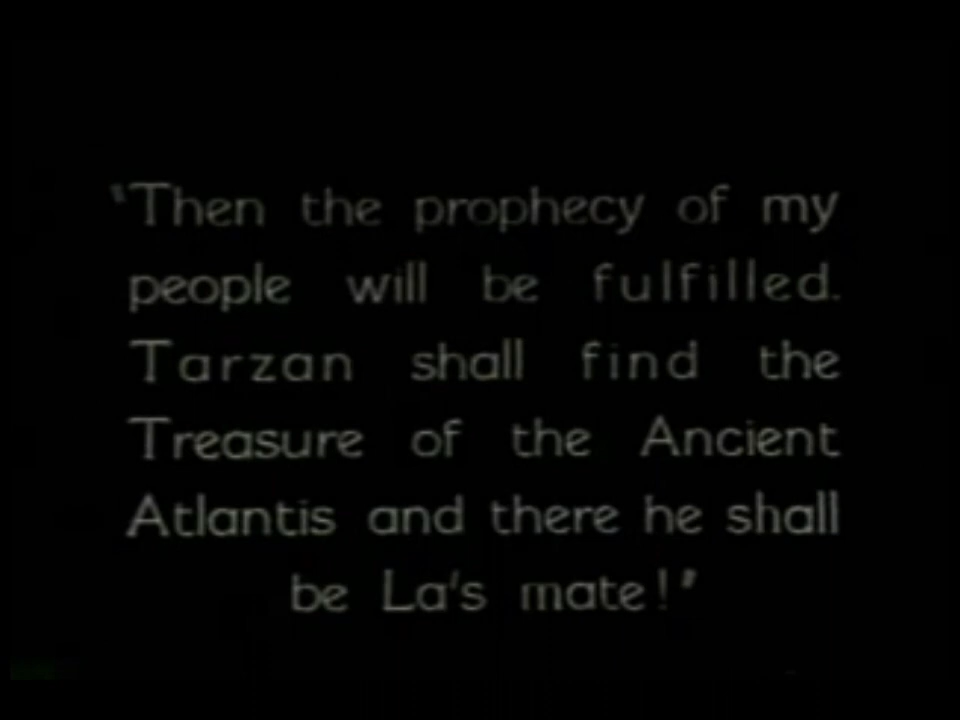 "Then the prophecy of my
people will be fulfilled.
Tarzan shall find the
Treasure of the Ancient
Atlantis and there he shall
be La's mate!"